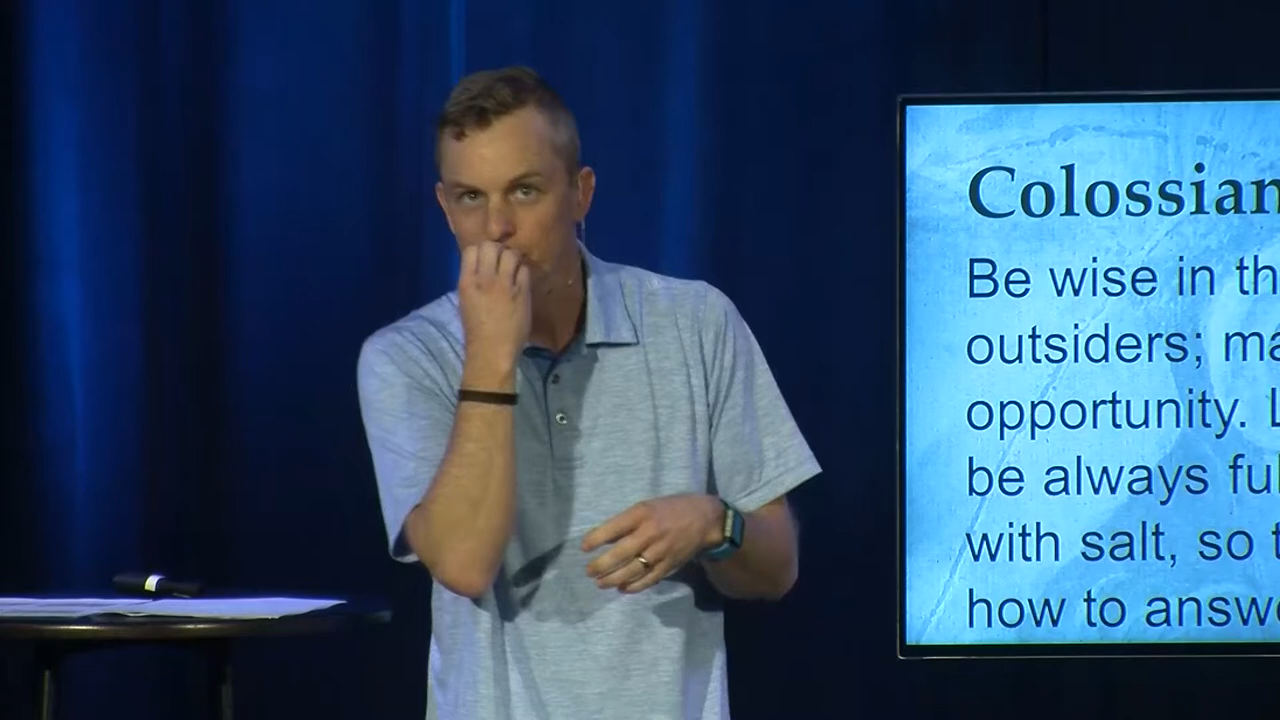 Colossian
Be wise in th
outsiders; ma
opportunity. L
be always ful
with salt, so t
how to answe